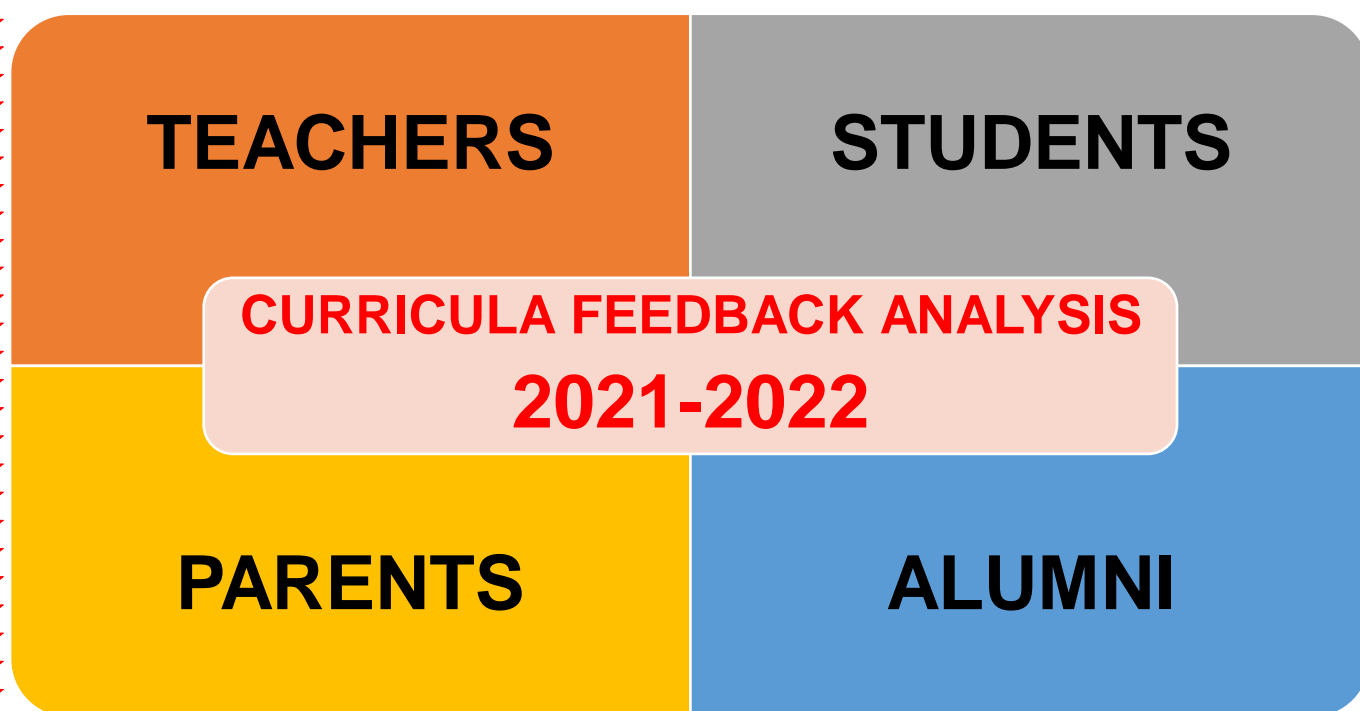 TEACHERS
STUDENTS
CURRICULA FEEDBACK ANALYSIS
2021-2022
PARENTS
ALUMNI